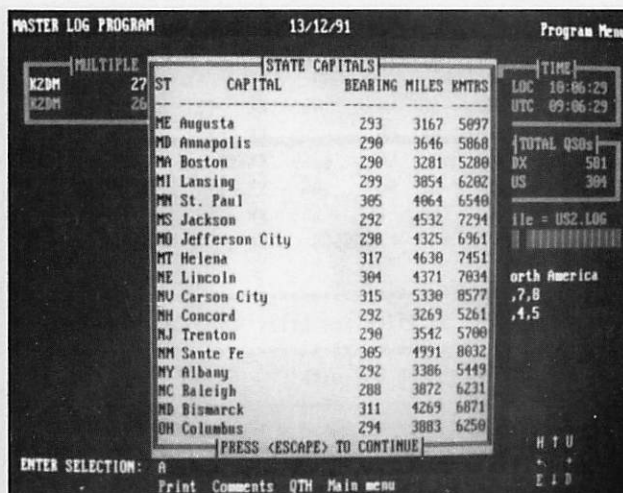 MASTER LOG PROGRAM 13/12/91 Program Menu
MULTIPLE
K2DM 27
K2DM 26
STATE CAPITALS
ST CAPITAL BEARING MILES KMTRS
ME Augusta 293 3167 5097
MD Annapolis 290 3646 5868
MA Boston 290 3281 5280
MI Lansing 299 3854 6202
MN St. Paul 305 4064 6540
MS Jackson 292 4532 7294
MO Jefferson City 298 4325 6961
MT Helena 317 4630 7451
NE Lincoln 304 4371 7034
NV Carson City 315 5330 8577
NH Concord 292 3269 5261
NJ Trenton 290 3542 5700
NM Sante Fe 305 4991 8032
NY Albany 292 3386 5449
NC Raleigh 288 3872 6231
ND Bismarck 311 4269 6871
OH Columbus 294 3883 6250
PRESS <ESCAPE> TO CONTINUE
TIME
LOC 10:06:29
UTC 09:06:29
TOTAL QSOs
DX 581
US 304
ile = US2.LOG
orth America
,7,8
,4,5
H ↑ U
E ↓ D
ENTER SELECTION: A
Print Comments QTH Main menu